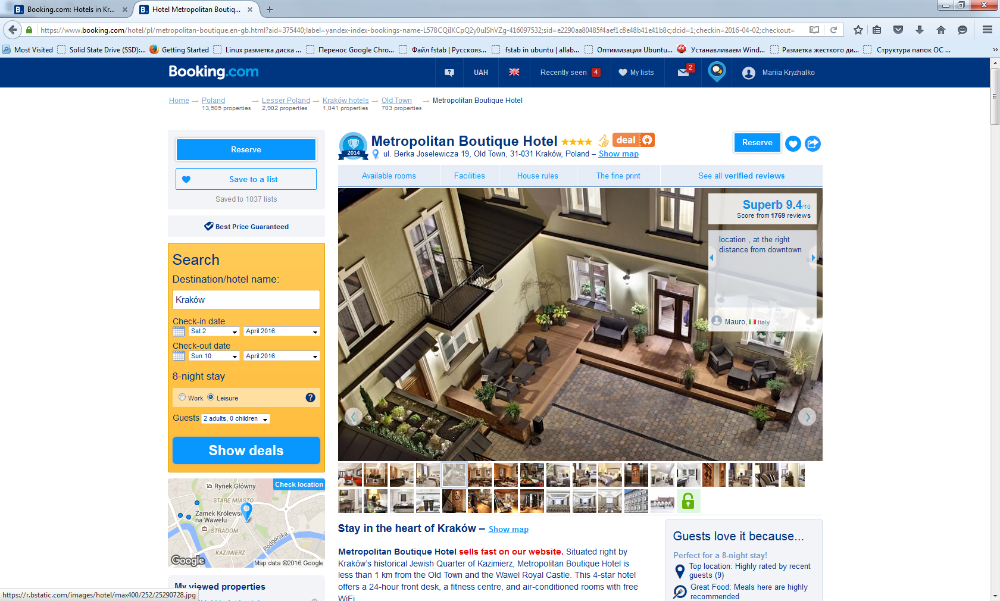 Booking.com: Hotels in Kr...
Hotel Metropolitan Boutiq...
https://www.booking.com/hotel/pl/metropolitan-boutique.en-gb.html?aid=375440;label=yandex-index-bookings-name-L578CQiIKCpQ2y0uIShVZg-416097532;sid=e2290aa80485f4aef1c8e48b41e41b8c;dcid=1;checkin=2016-04-02;checkout=
Most Visited Solid State Drive (SSD):... Getting Started Linux разметка диска ... Перенос Google Chro... Файл fstab | Русскояз... fstab in ubuntu | allab... Оптимизация Ubuntu... Устанавливаем Wind... Разметка жесткого ди... Структура папок ОС ... »
Booking.com
UAH
Recently seen 4
My lists
2
Mariia Kryzhalko
Home → Poland → Lesser Poland → Kraków hotels → Old Town → Metropolitan Boutique Hotel
13,505 properties 2,902 properties 1,041 properties 703 properties
Reserve
Save to a list
Saved to 1037 lists
Best Price Guaranteed
Search
Destination/hotel name:
Kraków
Check-in date
Sat 2 April 2016
Check-out date
Sun 10 April 2016
8-night stay
Work Leisure ?
Guests 2 adults, 0 children
Show deals
Check location
Rynek Główny
STARE MIASTO
Zamek Królews
na Wawelu
STRADOM
Podgórska
KAZIMIERZ
Google
Map data ©2016 Google
My viewed properties
https://r.bstatic.com/images/hotel/max400/252/25290728.jpg
2014
Metropolitan Boutique Hotel
deal
ul. Berka Joselewicza 19, Old Town, 31-031 Kraków, Poland – Show map
Reserve
Available rooms
Facilities
House rules
The fine print
See all verified reviews
Superb 9.4/10
Score from 1769 reviews
location , at the right
distance from downtown
Mauro, Italy
Stay in the heart of Kraków – Show map
Metropolitan Boutique Hotel sells fast on our website. Situated right by
Kraków's historical Jewish Quarter of Kazimierz, Metropolitan Boutique Hotel is
less than 1 km from the Old Town and the Wawel Royal Castle. This 4-star hotel
offers a 24-hour front desk, a fitness centre, and air-conditioned rooms with free
WiFi
Guests love it because...
Perfect for a 8-night stay!
Top location: Highly rated by recent
guests (9)
Great Food: Meals here are highly
recommended